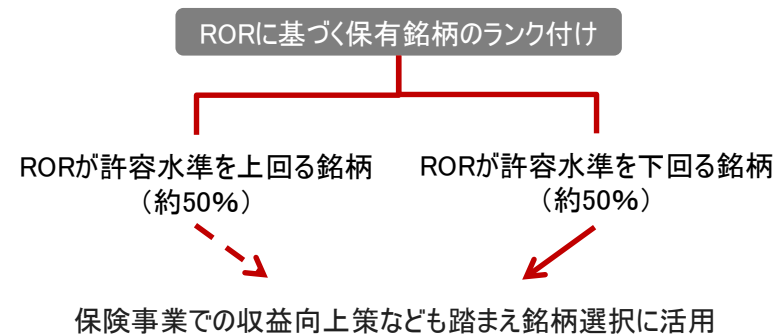 RORに基づく保有銘柄のランク付け
RORが許容水準を上回る銘柄
（約50%）
RORが許容水準を下回る銘柄
（約50%）
保険事業での収益向上策なども踏まえ銘柄選択に活用